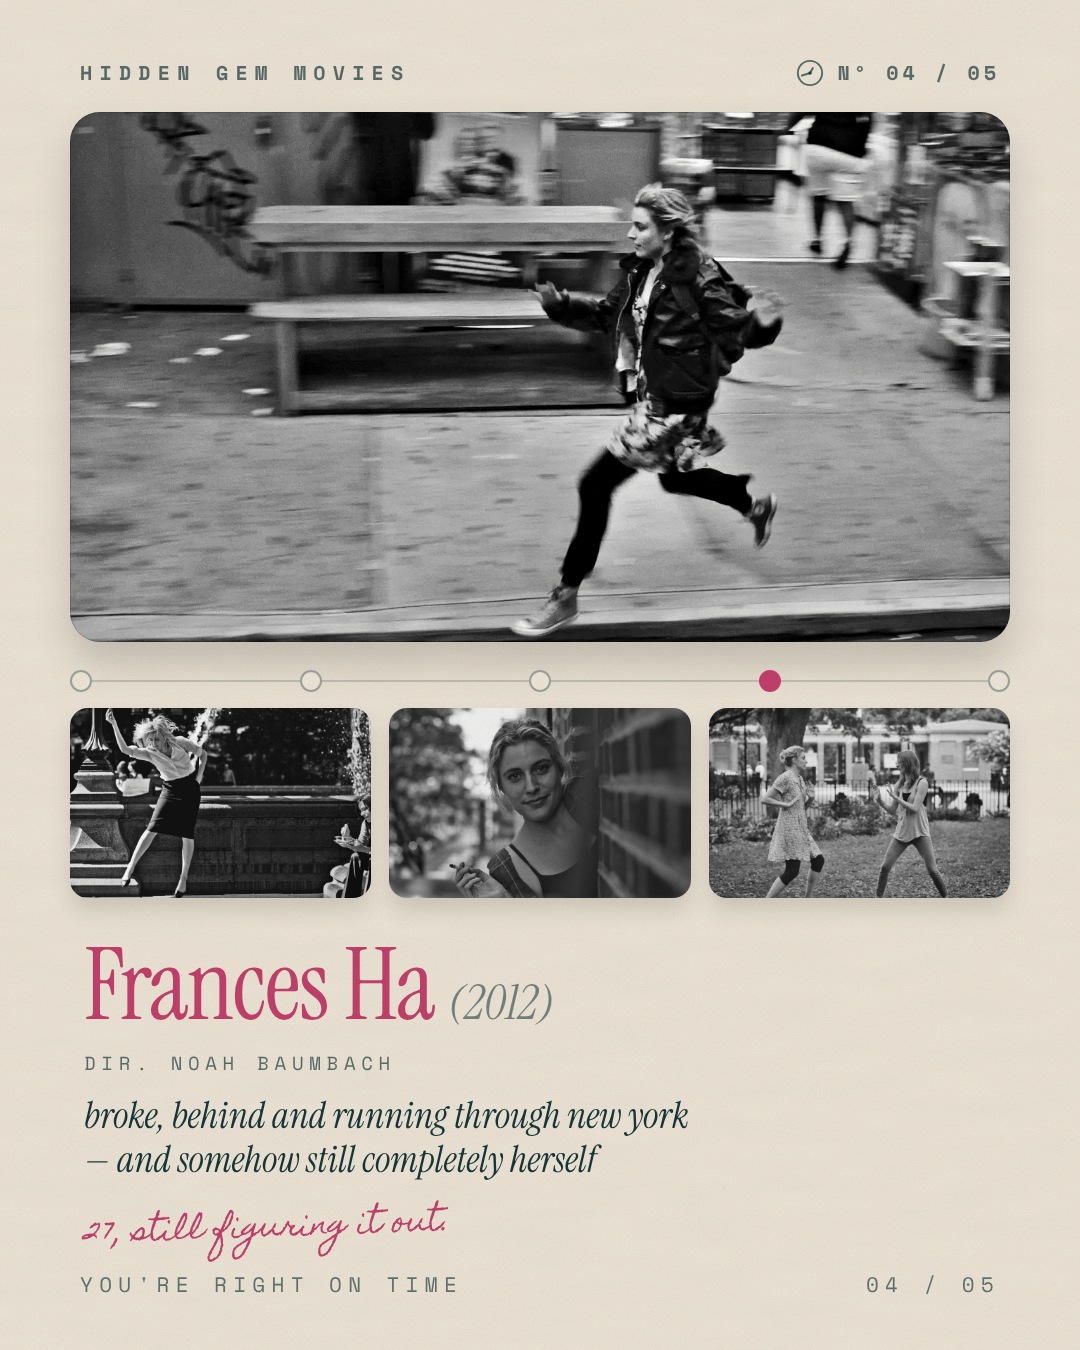 HIDDEN GEM MOVIES
N° 04 / 05
Frances Ha (2012)
DIR. NOAH BAUMBACH
broke, behind and running through new york
— and somehow still completely herself
27, still figuring it out.
YOU'RE RIGHT ON TIME
04 / 05